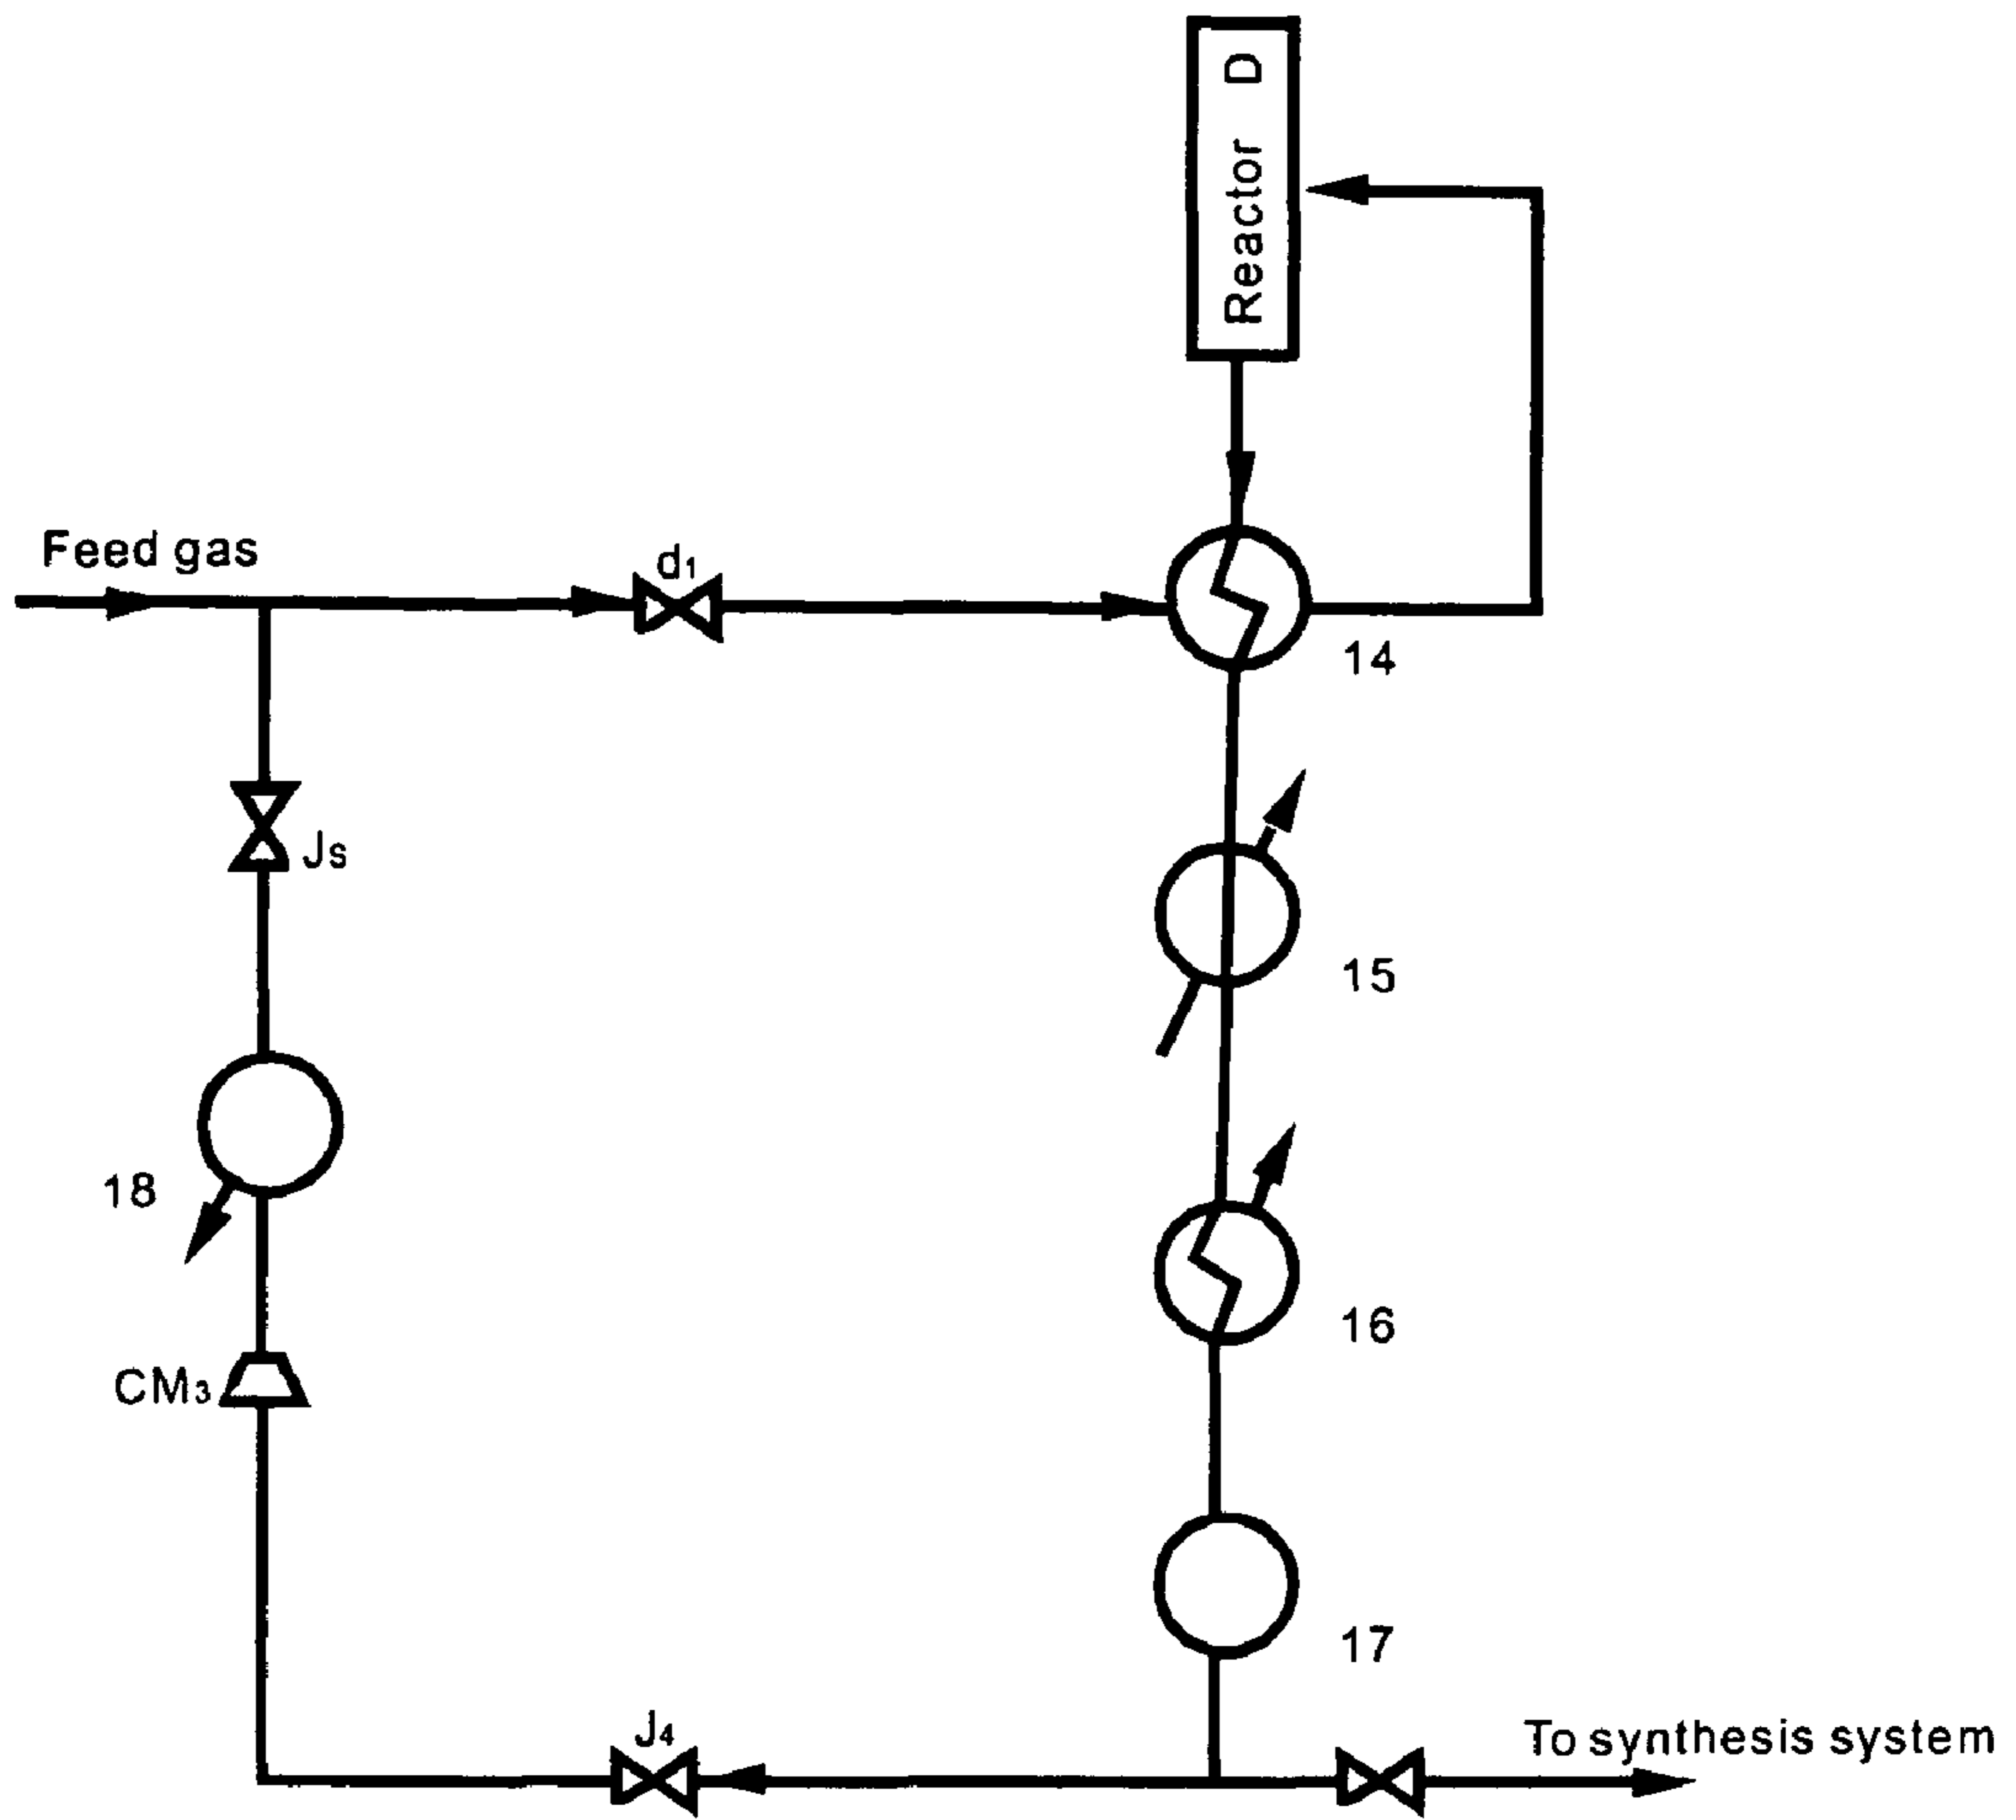 Reactor D
Feed gas
d1
14
Js
15
18
16
CM3
17
J4
To synthesis system